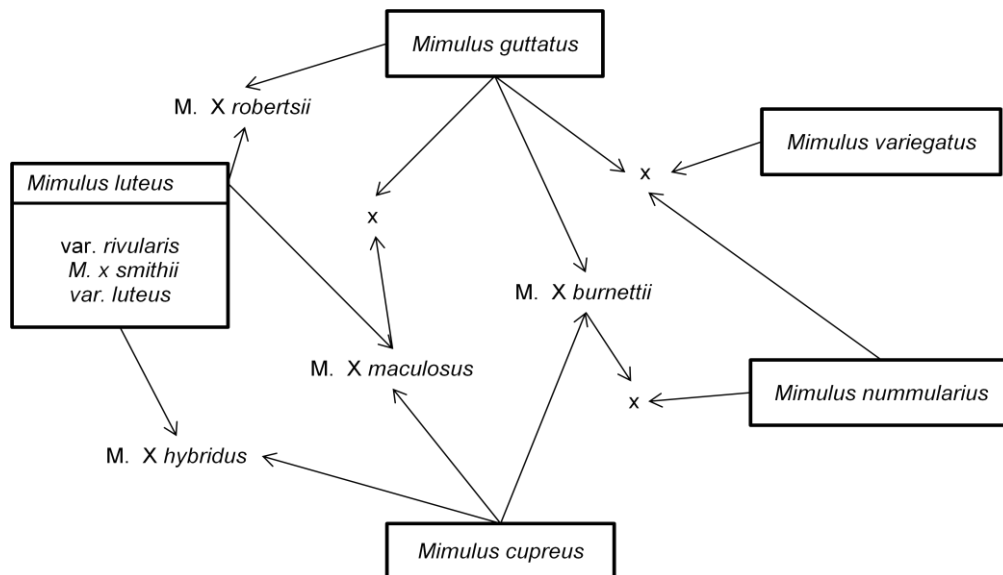 Mimulus guttatus
M. X robertsii
Mimulus variegatus
Mimulus luteus
x
x
var. rivularis
M. x smithii
var. luteus
M. X burnettii
M. X maculosus
Mimulus nummularius
x
M. X hybridus
Mimulus cupreus